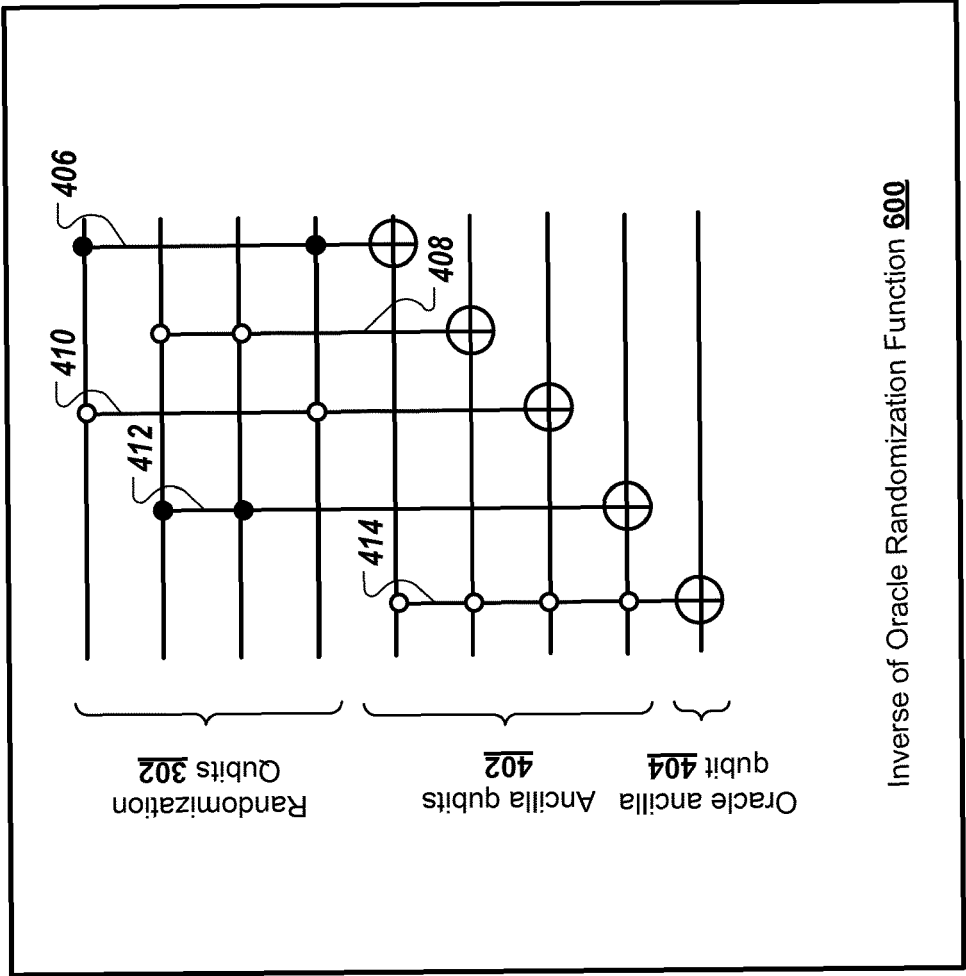 406
408
410
412
414
Randomization
Qubits 302
Ancilla qubits
402
Oracle ancilla
qubit 404
Inverse of Oracle Randomization Function 600